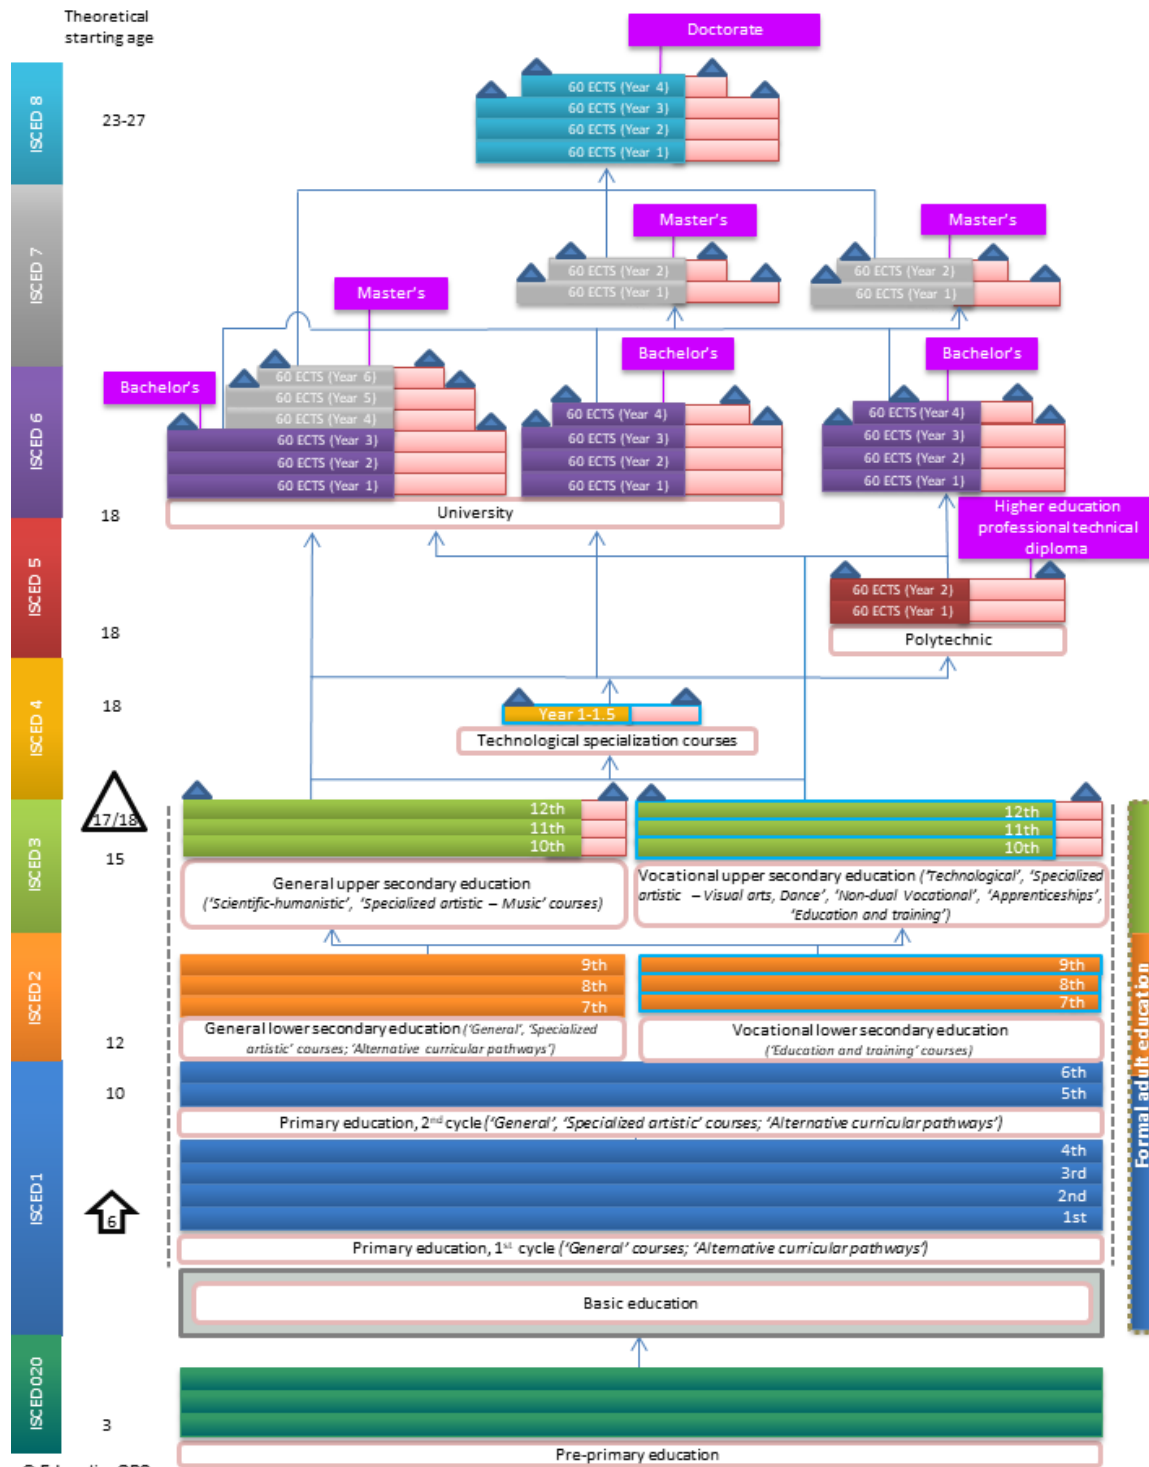 Theoretical
starting age
Doctorate
ISCED 8
23-27
60 ECTS (Year 4)
60 ECTS (Year 3)
60 ECTS (Year 2)
60 ECTS (Year 1)
ISCED 7
Master's
Master's
60 ECTS (Year 2)
60 ECTS (Year 1)
60 ECTS (Year 2)
60 ECTS (Year 1)
Master's
ISCED 6
Bachelor's
Bachelor's
Bachelor's
60 ECTS (Year 6)
60 ECTS (Year 5)
60 ECTS (Year 4)
60 ECTS (Year 3)
60 ECTS (Year 2)
60 ECTS (Year 1)
60 ECTS (Year 4)
60 ECTS (Year 3)
60 ECTS (Year 2)
60 ECTS (Year 1)
60 ECTS (Year 4)
60 ECTS (Year 3)
60 ECTS (Year 2)
60 ECTS (Year 1)
18
University
Higher education
professional technical
diploma
ISCED 5
60 ECTS (Year 2)
60 ECTS (Year 1)
18
Polytechnic
ISCED 4
18
Year 1-1.5
Technological specialization courses
ISCED3
17/18
12th
11th
10th
12th
11th
10th
15
General upper secondary education
('Scientific-humanistic', 'Specialized artistic – Music' courses)
Vocational upper secondary education ('Technological', 'Specialized
artistic – Visual arts, Dance', 'Non-dual Vocational', 'Apprenticeships',
'Education and training')
ISCED2
9th
8th
7th
9th
8th
7th
12
General lower secondary education ('General', 'Specialized
artistic' courses; 'Alternative curricular pathways')
Vocational lower secondary education
('Education and training' courses)
Formal adult education
ISCED1
10
6th
5th
Primary education, 2nd cycle ('General', 'Specialized artistic' courses; 'Alternative curricular pathways')
4th
3rd
2nd
1st
6
Primary education, 1st cycle ('General' courses; 'Alternative curricular pathways')
Basic education
ISCED020
3
Pre-primary education